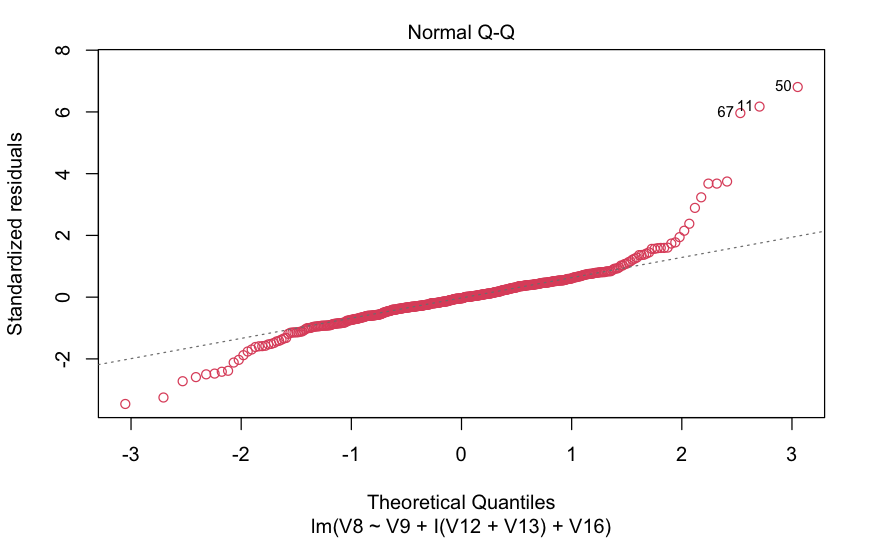 Normal Q-Q
8
6
4
2
0
-2
Standardized residuals
50
11
67
-3 -2 -1 0 1 2 3
Theoretical Quantiles
lm(V8 ~ V9 + I(V12 + V13) + V16)